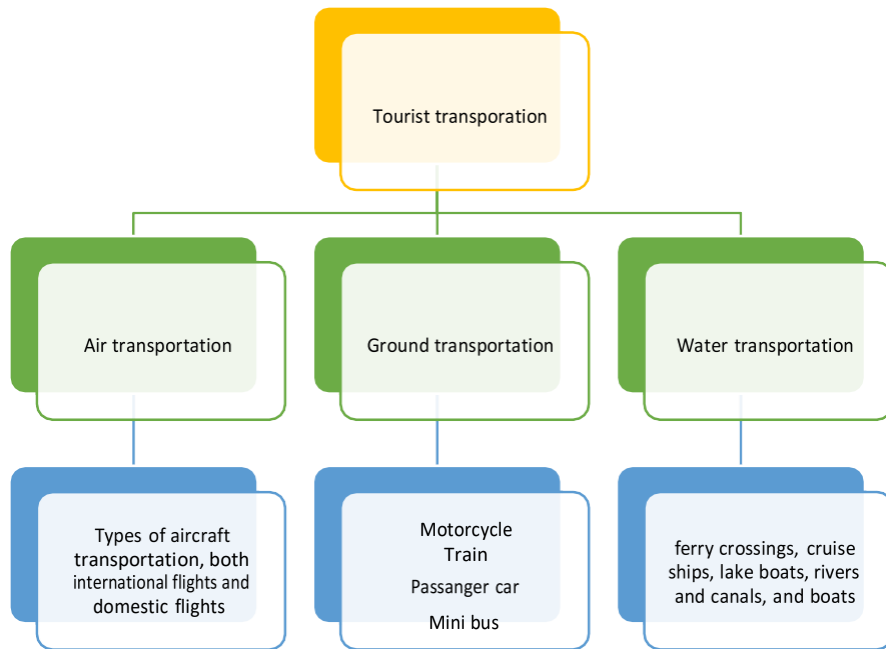 Tourist transporation
Air transportation
Ground transportation
Water transportation
Types of aircraft
transportation, both
international flights and
domestic flights
Motorcycle
Train
Passanger car
Mini bus
ferry crossings, cruise
ships, lake boats, rivers
and canals, and boats